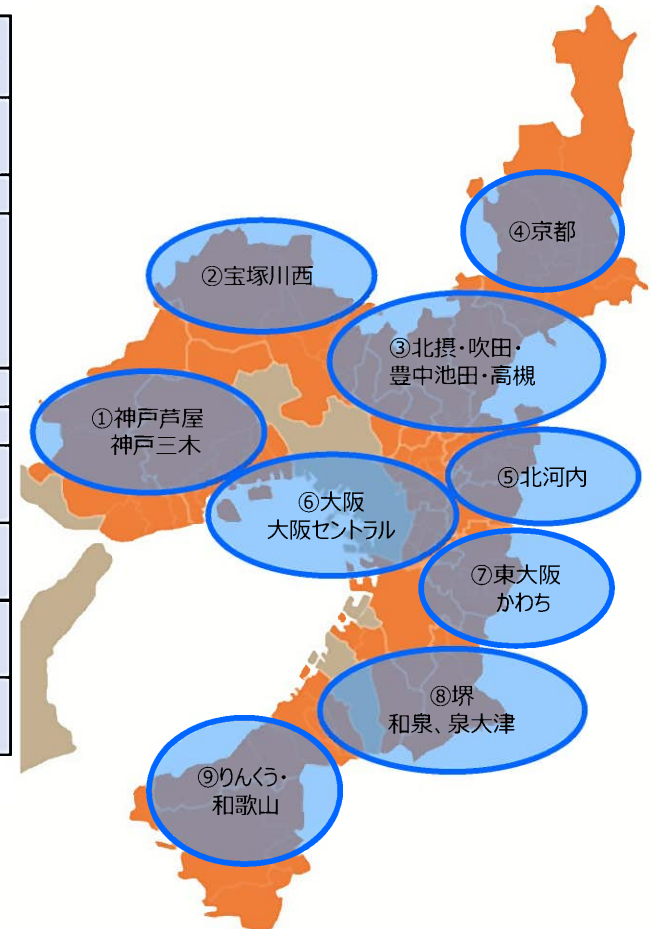 ①神戸芦屋
神戸三木
②宝塚川西
③北摂・吹田・
豊中池田・高槻
④京都
⑤北河内
⑥大阪
大阪セントラル
⑦東大阪
かわち
⑧堺
和泉、泉大津
⑨りんくう・
和歌山